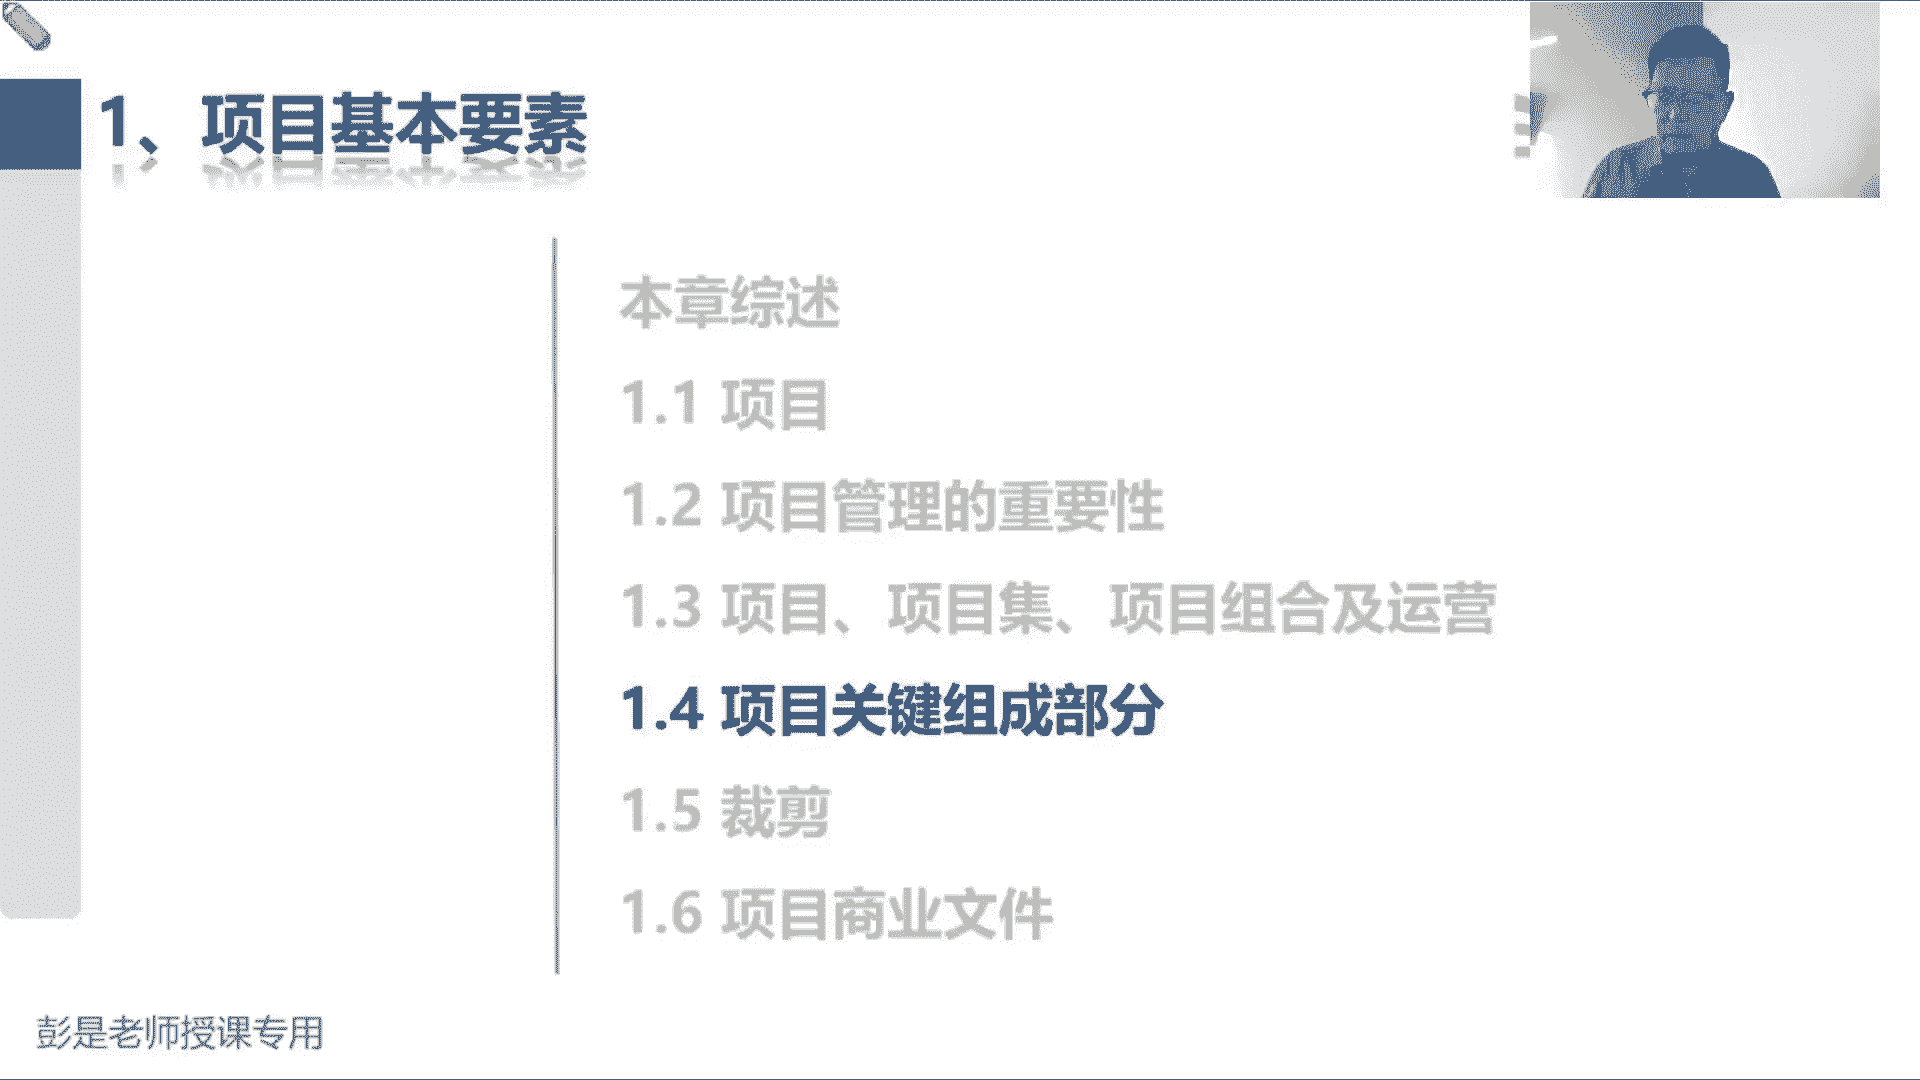 1、项目基本要素
本章综述
1.1 项目
1.2 项目管理的重要性
1.3 项目、项目集、项目组合及运营
1.4 项目关键组成部分
1.5 裁剪
1.6 项目商业文件
彭是老师授课专用